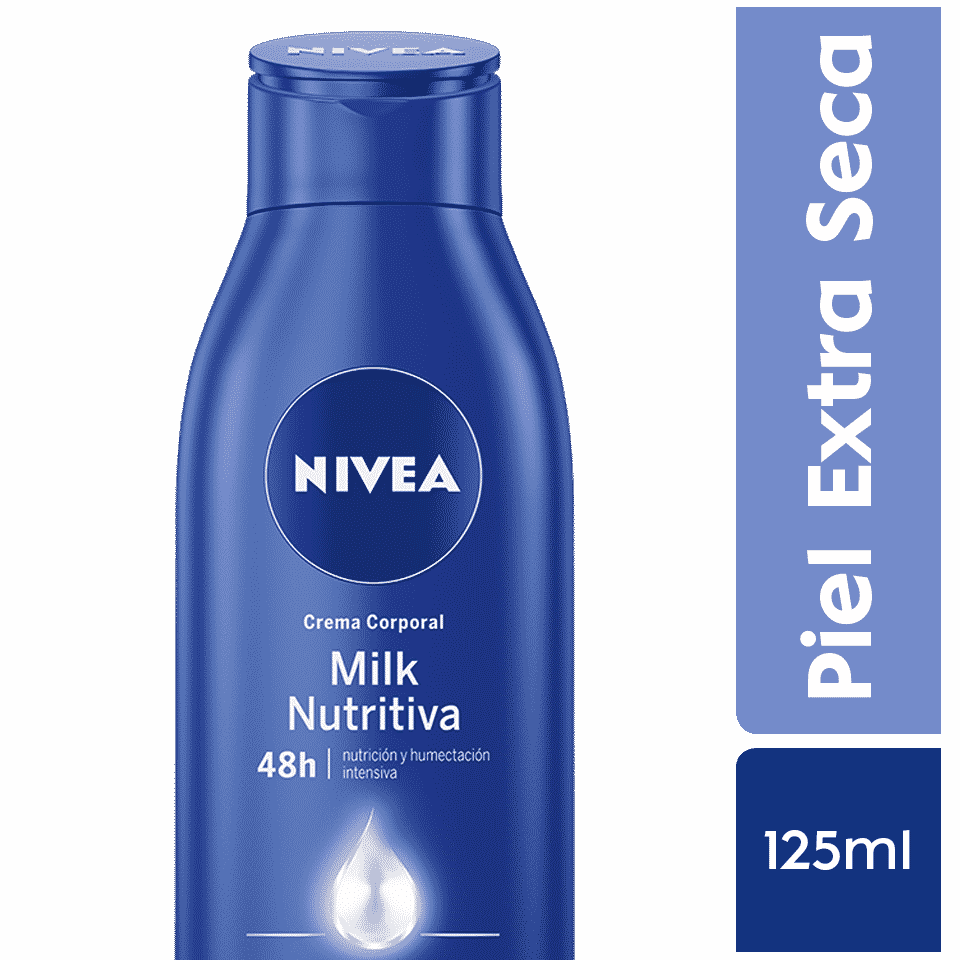 NIVEA
NIVEA
Crema Corporal
Milk
Nutritiva
48h
nutrición y humectación
intensiva
Piel Extra Seca
125ml